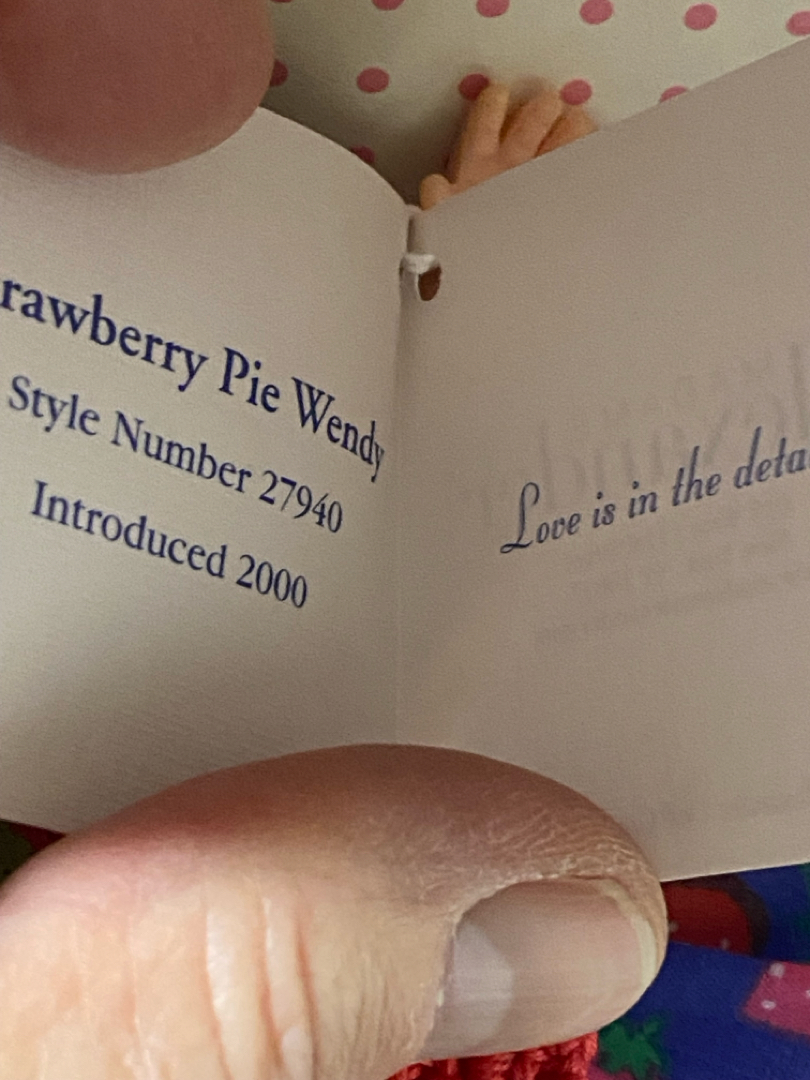 rawberry Pie Wendy
Style Number 27940
Introduced 2000
Love is in the deta